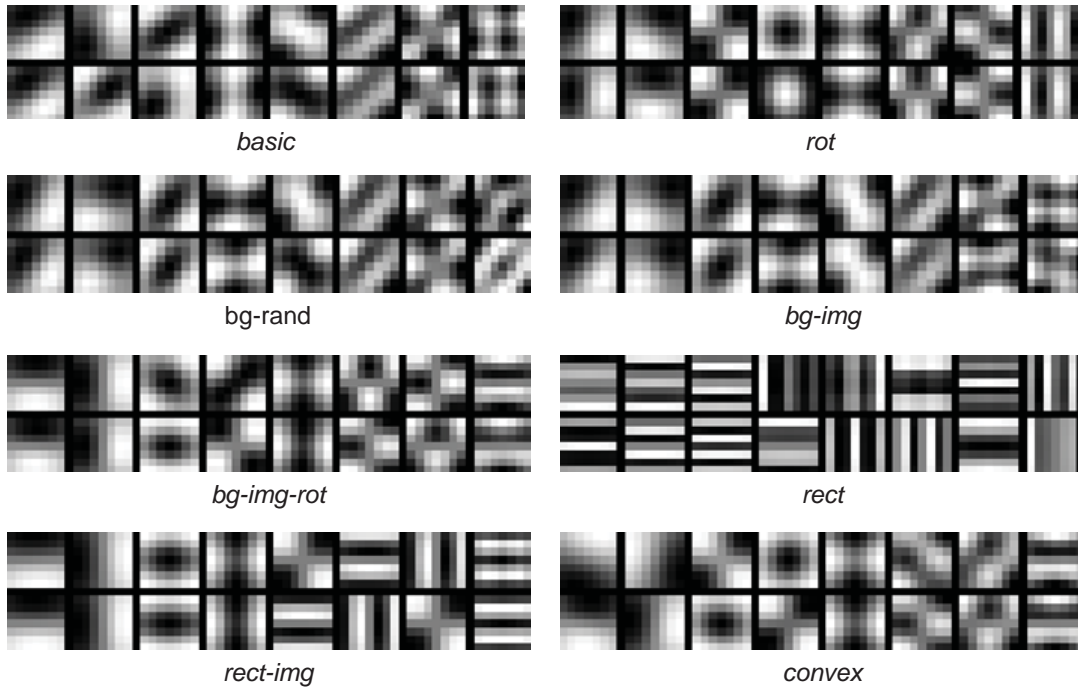 basic
rot
bg-rand
bg-img
bg-img-rot
rect
rect-img
convex